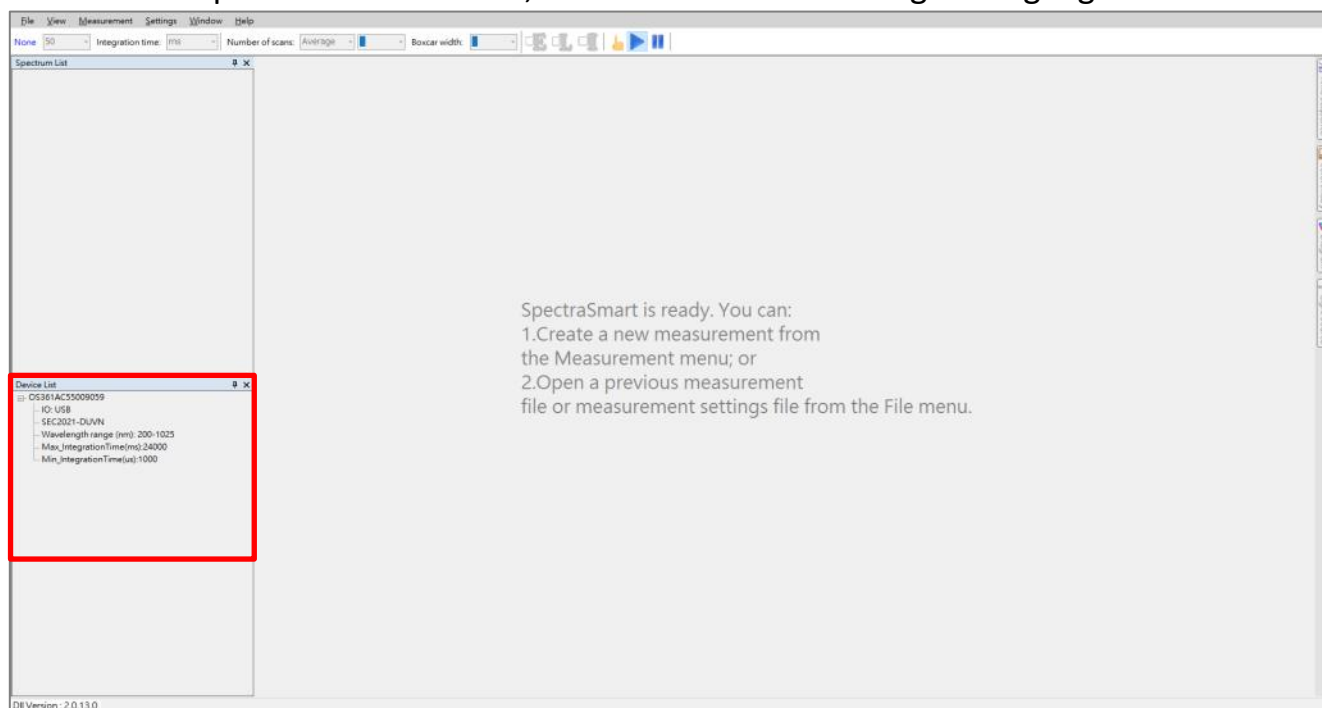 File View Measurement Settings Window Help
None 50 Integration time: ms Number of scans: Average Boxcar width:
Spectrum List
SpectraSmart is ready. You can:
1.Create a new measurement from
the Measurement menu; or
2.Open a previous measurement
file or measurement settings file from the File menu.
Device List
OS361AC55009059
IO: USB
SEC2021-DUVN
Wavelength range (nm): 200-1025
Max_IntegrationTime(ms):24000
Min_IntegrationTime(us):1000
Dll Version : 2.0.13.0